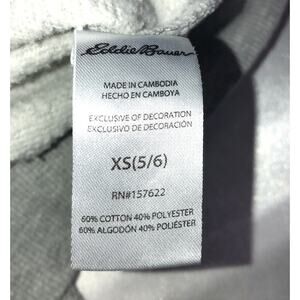 Eddie Bauer
MADE IN CAMBODIA
HECHO EN CAMBOYA
EXCLUSIVE OF DECORATION
EXCLUSIVO DE DECORACIÓN
XS(5/6)
RN#157622
60% COTTON 40% POLYESTER
60% ALGODÓN 40% POLIÉSTER